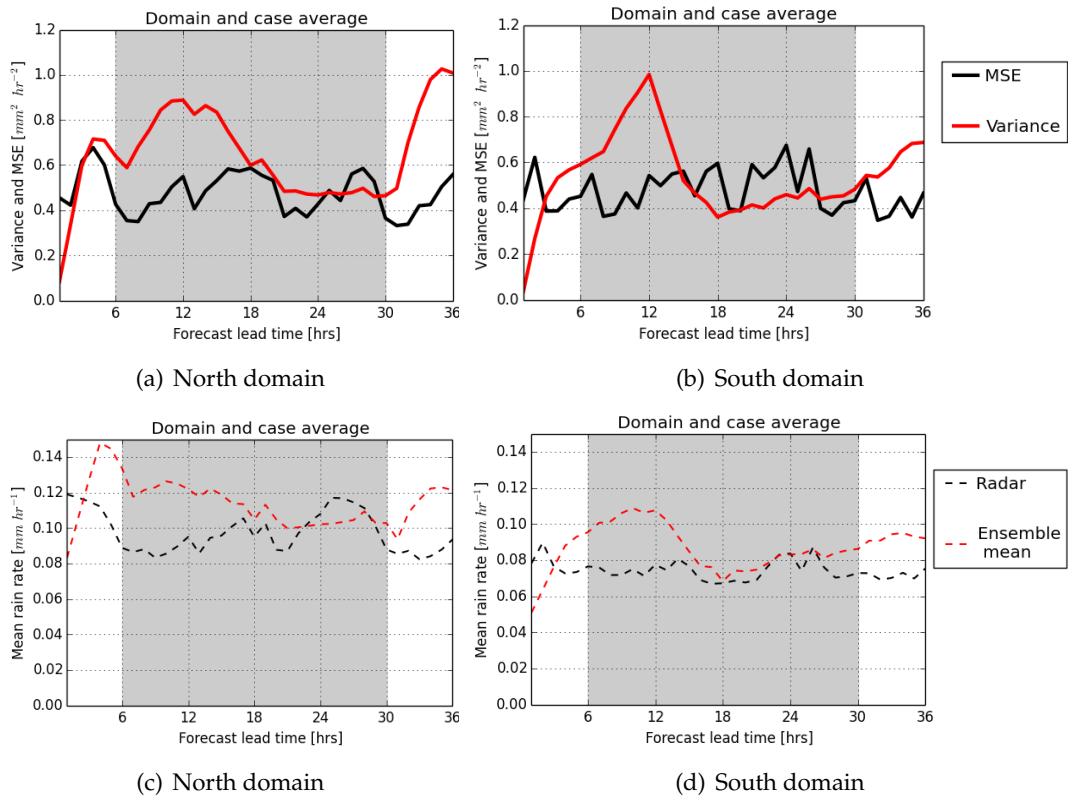 Domain and case average
1.2
1.0
0.8
0.6
0.4
0.2
0.0
Variance and MSE [mm² hr⁻²]
6 12 18 24 30 36
Forecast lead time [hrs]
(a) North domain
Domain and case average
1.2
1.0
0.8
0.6
0.4
0.2
0.0
Variance and MSE [mm² hr⁻²]
6 12 18 24 30 36
Forecast lead time [hrs]
(b) South domain
MSE
Variance
Domain and case average
0.14
0.12
0.10
0.08
0.06
0.04
0.02
0.00
Mean rain rate [mm hr⁻¹]
6 12 18 24 30 36
Forecast lead time [hrs]
(c) North domain
Domain and case average
0.14
0.12
0.10
0.08
0.06
0.04
0.02
0.00
Mean rain rate [mm hr⁻¹]
6 12 18 24 30 36
Forecast lead time [hrs]
(d) South domain
Radar
Ensemble
mean